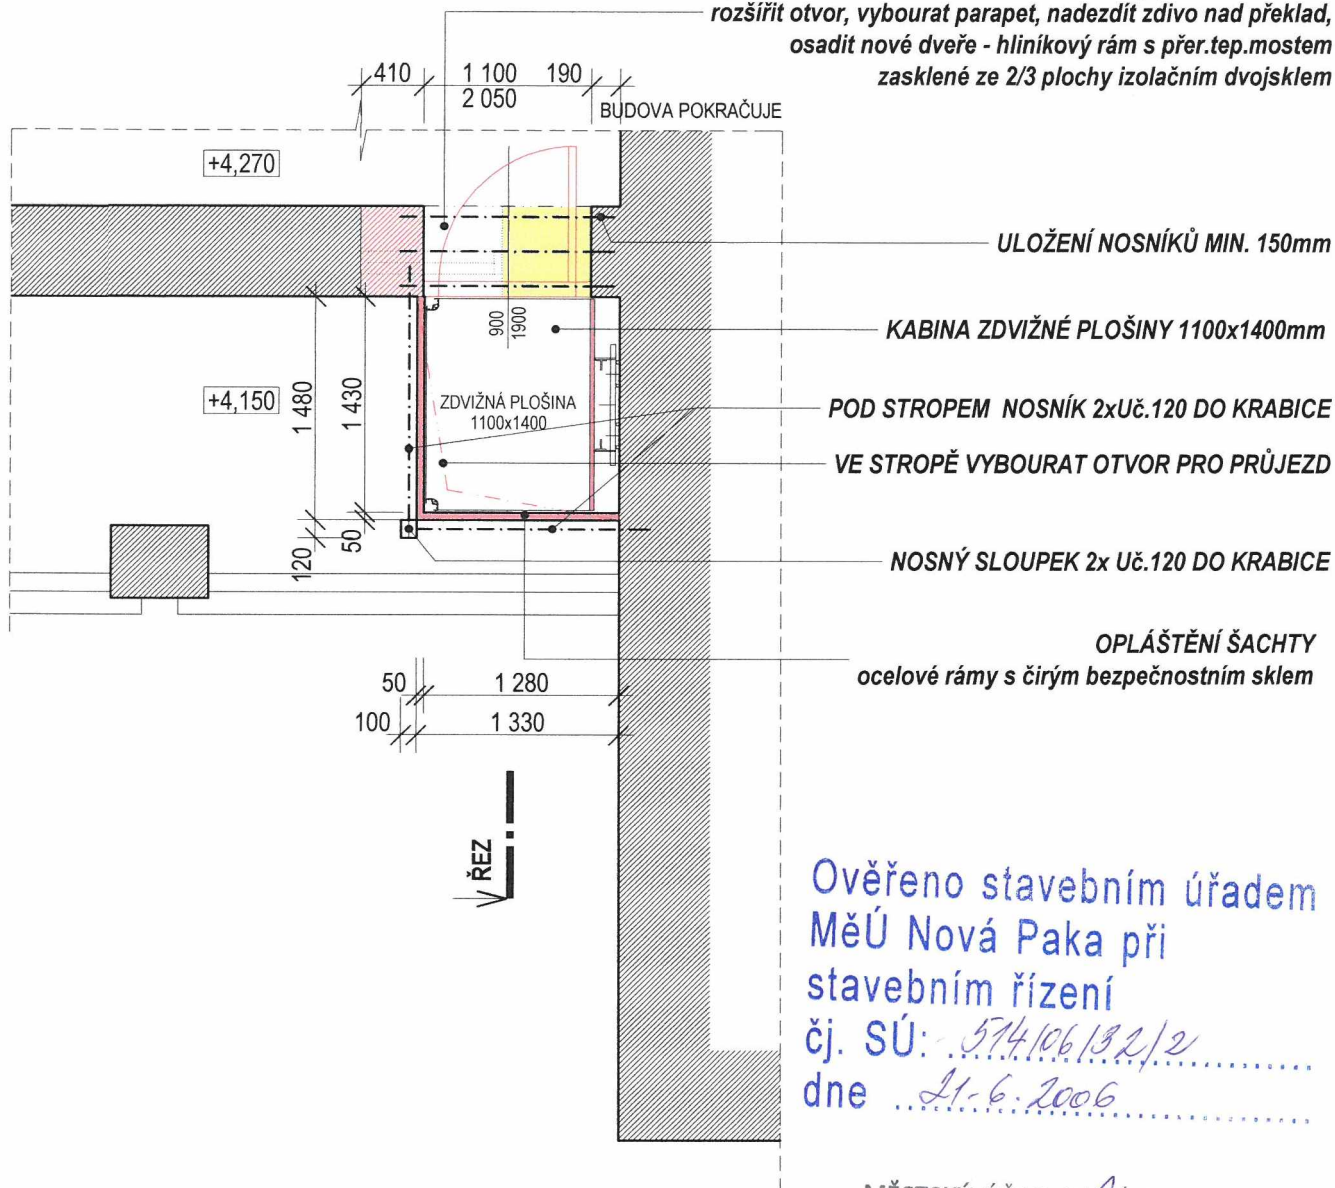 rozšířit otvor, vybourat parapet, nadezdít zdivo nad překlad,
osadit nové dveře - hliníkový rám s přer.tep.mostem
zasklené ze 2/3 plochy izolačním dvojsklem
410 1 100 190
2 050
BUDOVA POKRAČUJE
+4,270
ULOŽENÍ NOSNÍKŮ MIN. 150mm
900
1900
KABINA ZDVIŽNÉ PLOŠINY 1100x1400mm
+4,150
1 480
1 430
ZDVIŽNÁ PLOŠINA
1100x1400
POD STROPEM NOSNÍK 2xUč.120 DO KRABICE
VE STROPĚ VYBOURAT OTVOR PRO PRŮJEZD
120
50
NOSNÝ SLOUPEK 2x Uč.120 DO KRABICE
OPLÁŠTĚNÍ ŠACHTY
ocelové rámy s čirým bezpečnostním sklem
50 1 280
100 1 330
ŘEZ
Ověřeno stavebním úřadem
MěÚ Nová Paka při
stavebním řízení
čj. SÚ: 514/06/32/2
dne 21.6.2006